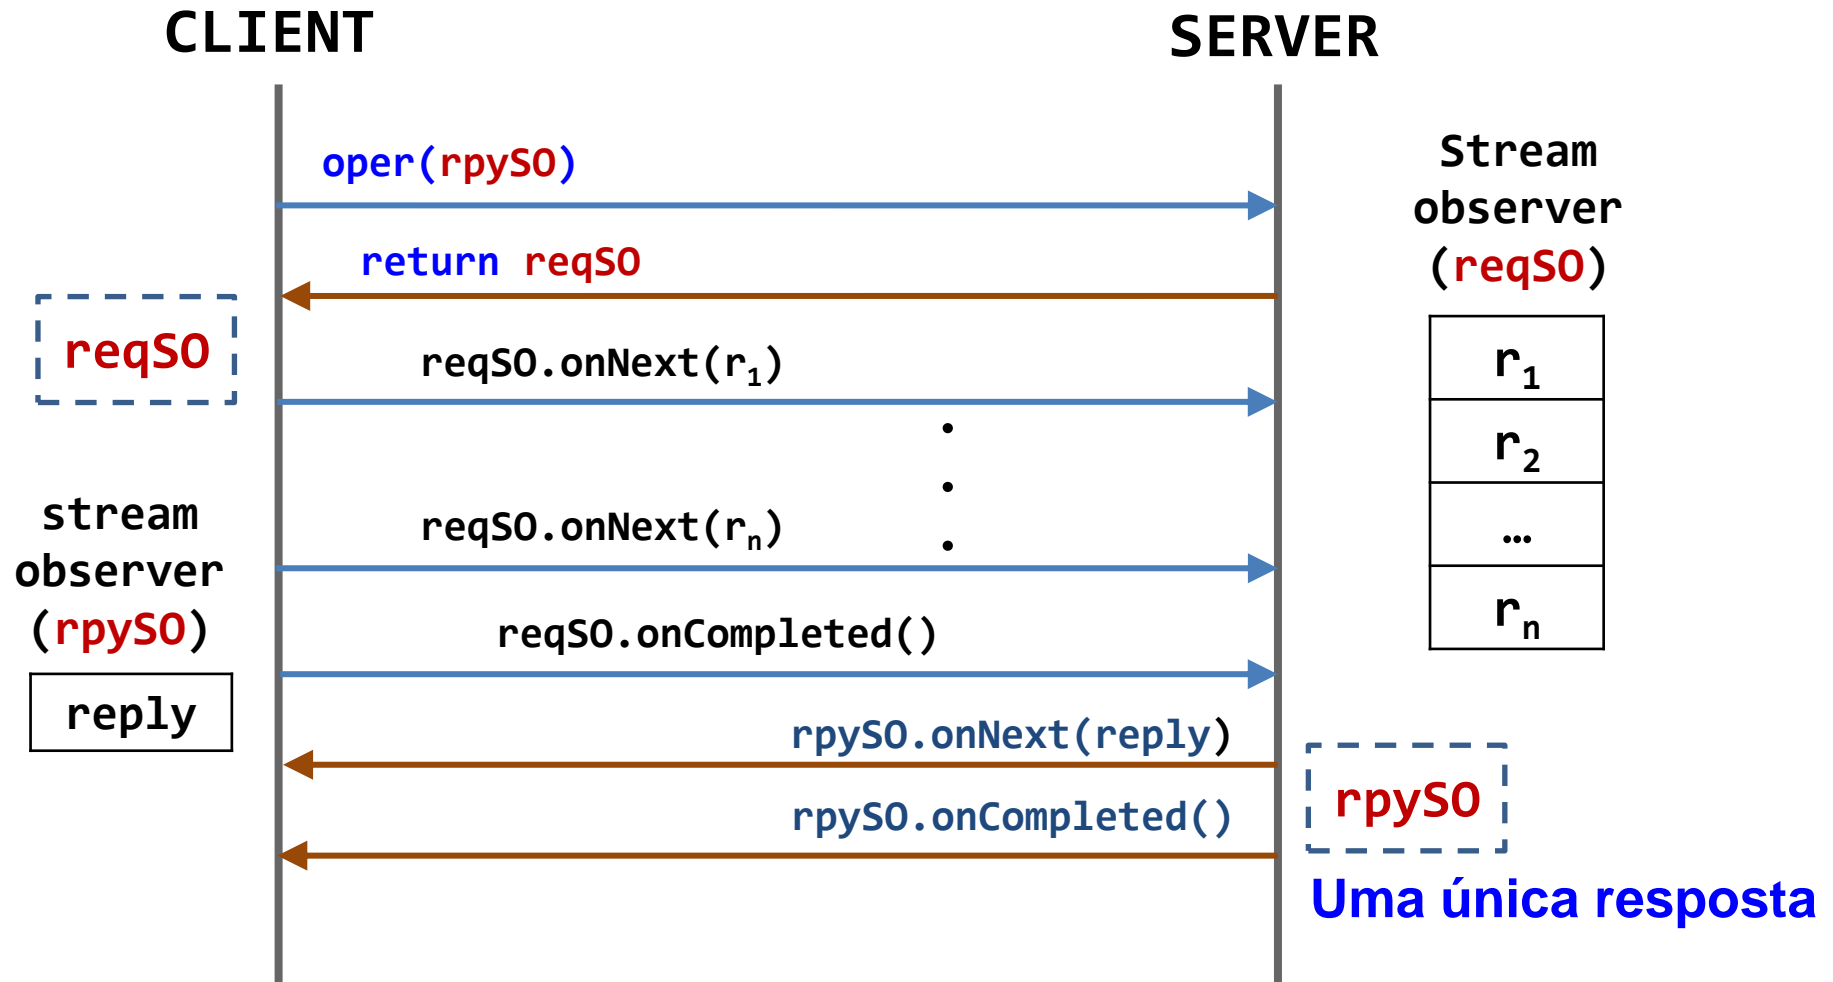 CLIENT
SERVER
oper(rpySO)
Stream
observer
(reqSO)
return reqSO
reqSO
reqSO.onNext(r1)
r1
r2
…
rn
stream
observer
(rpySO)
reqSO.onNext(rn)
reqSO.onCompleted()
reply
rpySO.onNext(reply)
rpySO.onCompleted()
rpySO
Uma única resposta